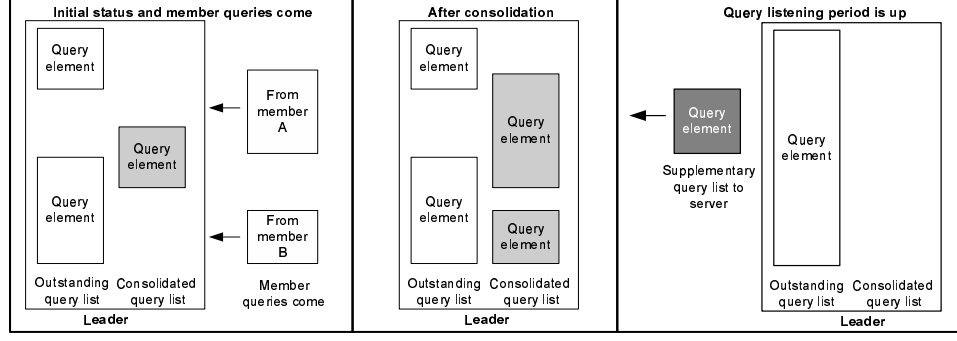 Initial status and member queries come
Query
element
Query
element
Query
element
From
member
A
From
member
B
Outstanding
query list
Consolidated
query list
Member
queries come
Leader
After consolidation
Query
element
Query
element
Query
element
Query
element
Outstanding
query list
Consolidated
query list
Leader
Query listening period is up
Query
element
Supplementary
query list to
server
Query
element
Outstanding
query list
Consolidated
query list
Leader